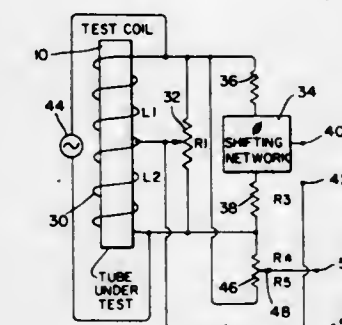 TEST COIL
10
36
34
44
L1
32
R1
ø
SHIFTING
NETWORK
40
L2
30
38
R3
R4
R5
46
48
TUBE
UNDER
TEST